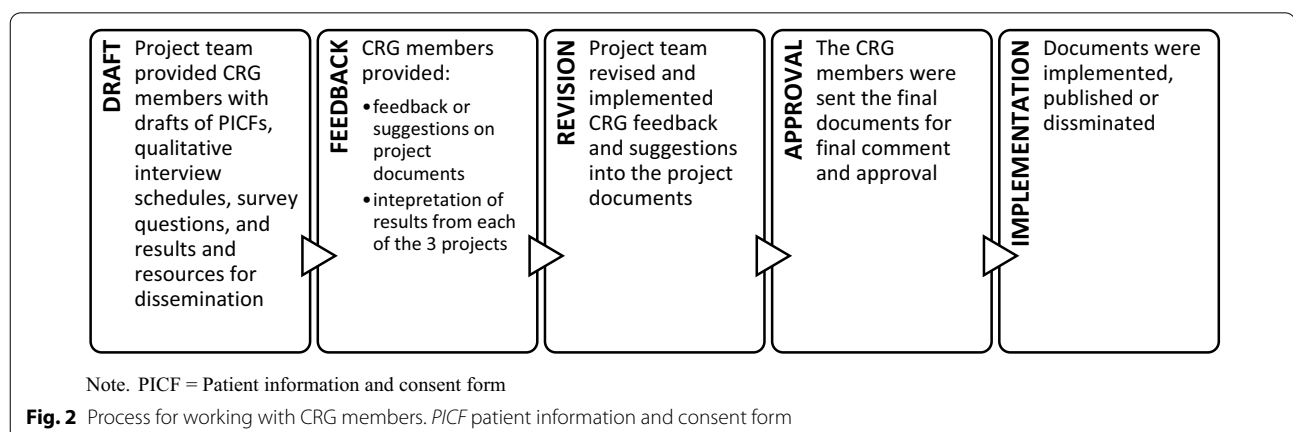 DRAFT
Project team
provided CRG
members with
drafts of PICFs,
qualitative
interview
schedules, survey
questions, and
results and
resources for
dissemination
FEEDBACK
CRG members
provided:
•feedback or
suggestions on
project
documents
•intepretation of
results from each
of the 3 projects
REVISION
Project team
revised and
implemented
CRG feedback
and suggestions
into the project
documents
APPROVAL
The CRG
members were
sent the final
documents for
final comment
and approval
IMPLEMENTATION
Documents were
implemented,
published or
dissminated
Note. PICF = Patient information and consent form
Fig. 2 Process for working with CRG members. PICF patient information and consent form